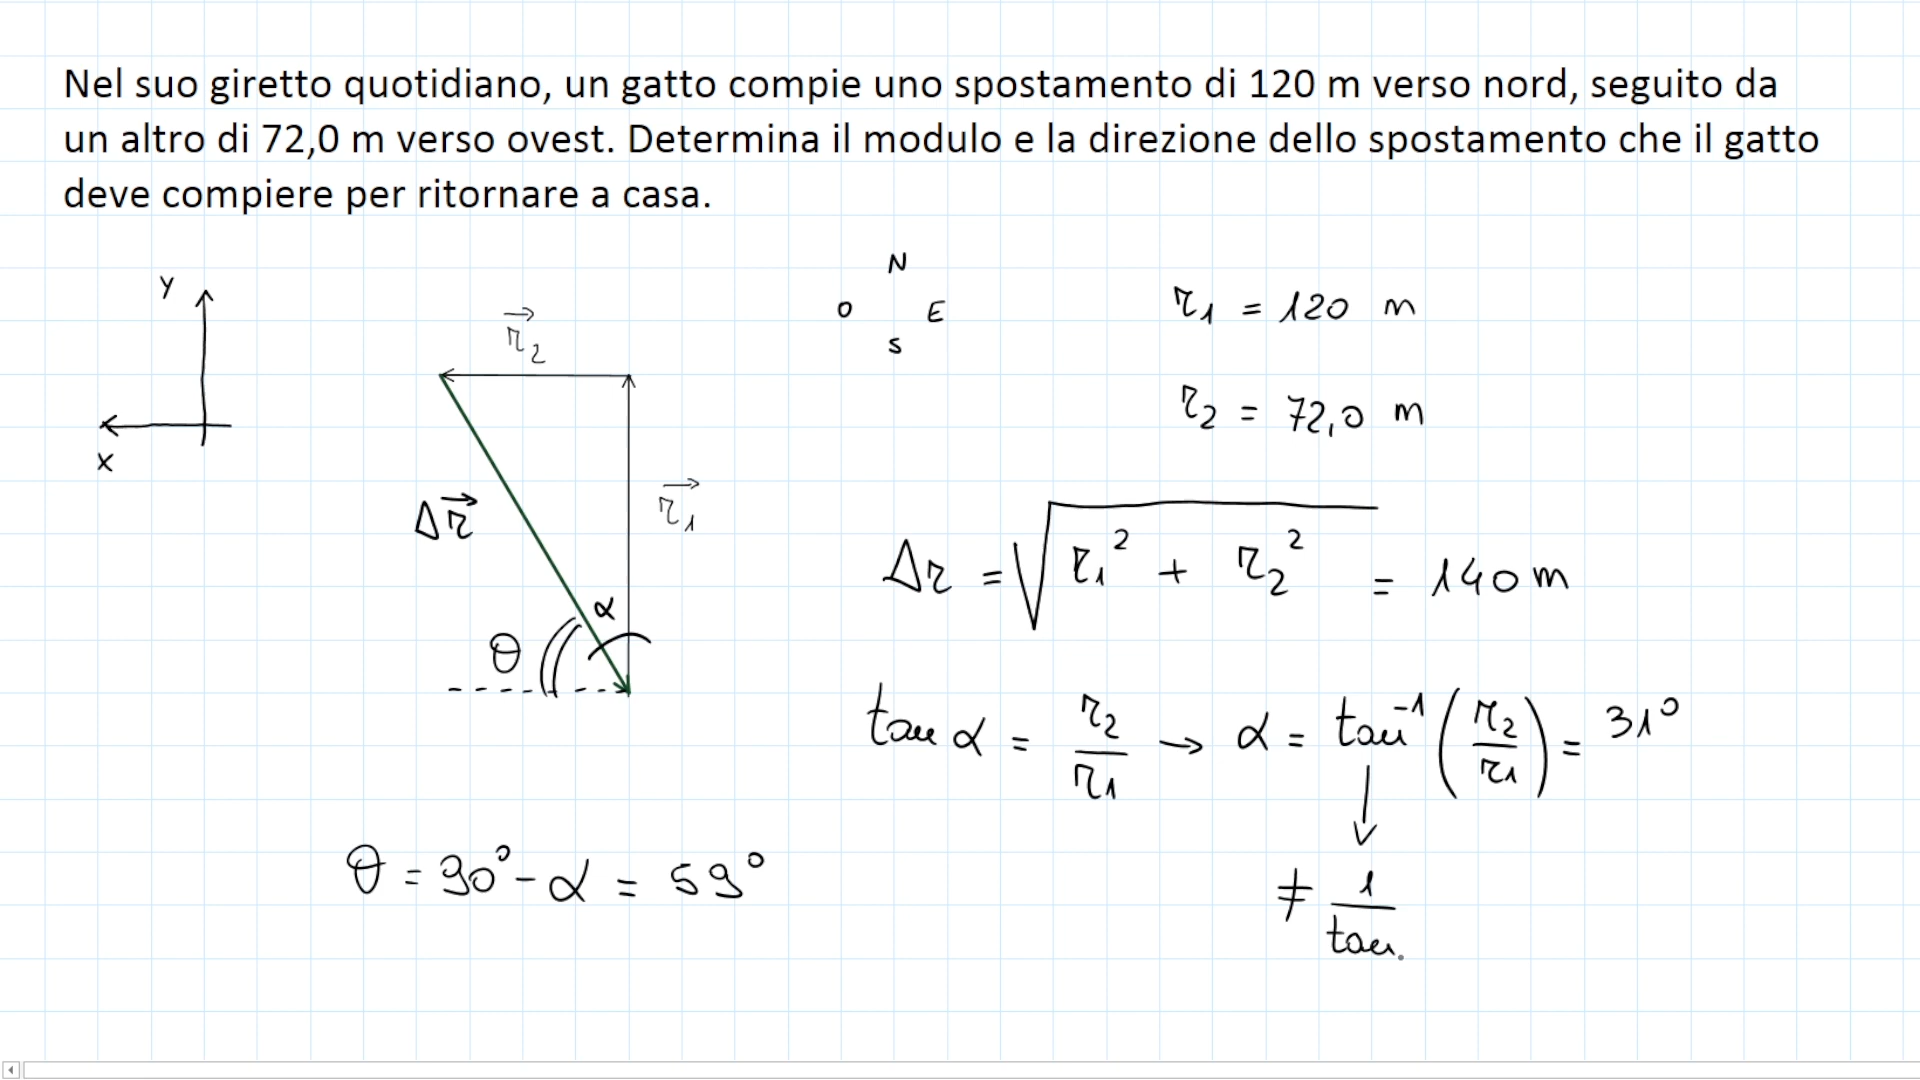 Nel suo giretto quotidiano, un gatto compie uno spostamento di 120 m verso nord, seguito da
un altro di 72,0 m verso ovest. Determina il modulo e la direzione dello spostamento che il gatto
deve compiere per ritornare a casa.
N
O E
S
Y
X
r⃗₂
r⃗₁
Δr⃗
α
θ
r₁ = 120 m
r₂ = 72,0 m
Δr = √(r₁² + r₂²) = 140 m
tan α = r₂/r₁ → α = tan⁻¹ (r₂/r₁) = 31°
≠ 1/tan
θ = 90° - α = 59°